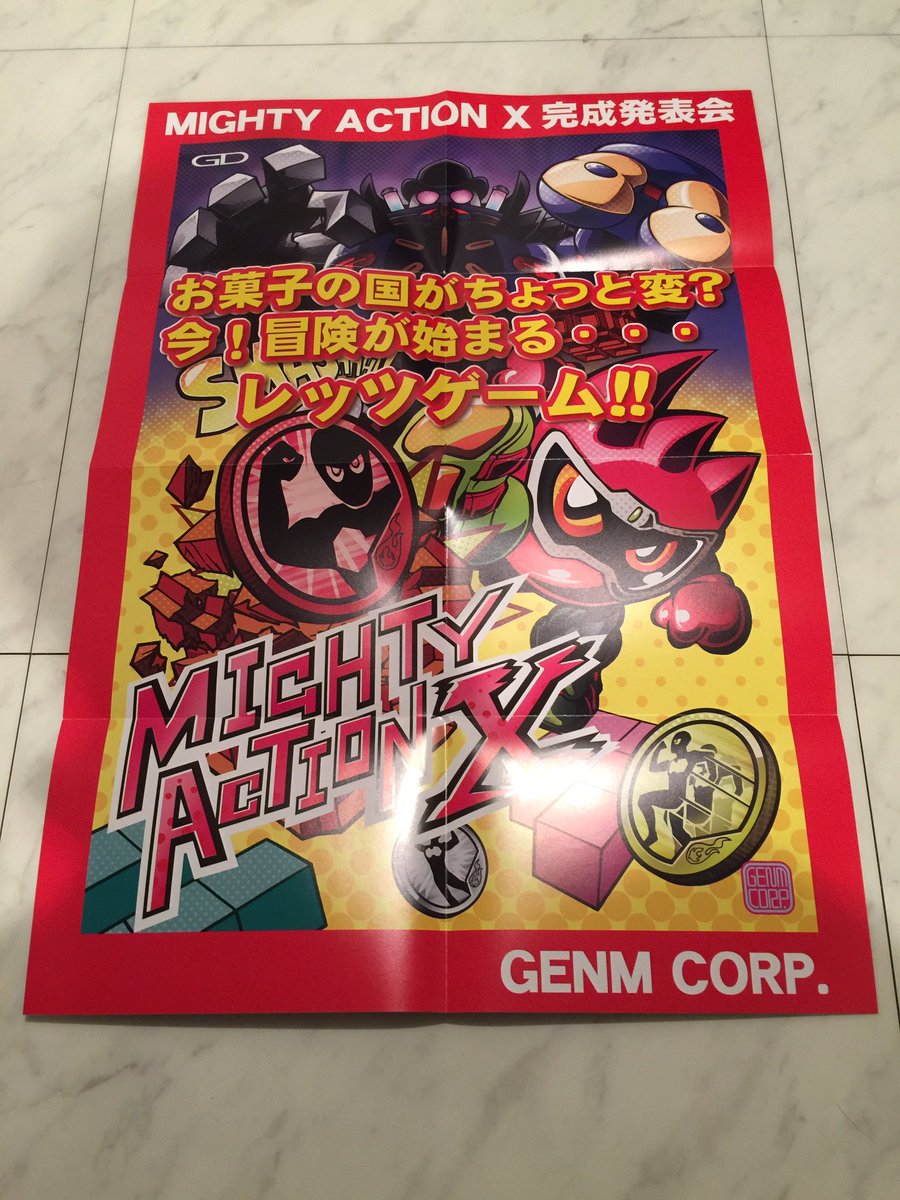 MIGHTY ACTION X 完成発表会
GD
お菓子の国がちょっと変?
今!冒険が始まる・・・
レッツゲーム!!
MIGHTY
ACTION X
GENM
CORP.
GENM CORP.